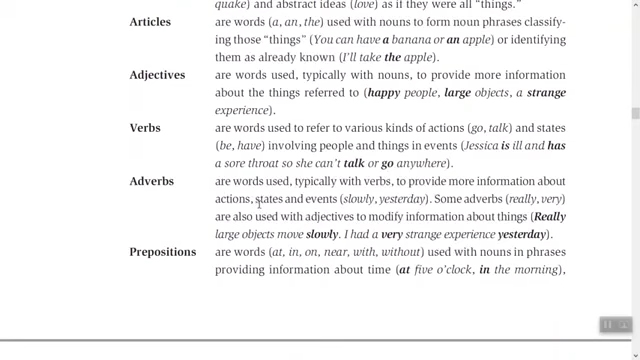 quake) and abstract ideas (love) as if they were all “things.”
Articles are words (a, an, the) used with nouns to form noun phrases classify-
ing those “things” (You can have a banana or an apple) or identifying
them as already known (I’ll take the apple).
Adjectives are words used, typically with nouns, to provide more information
about the things referred to (happy people, large objects, a strange
experience).
Verbs are words used to refer to various kinds of actions (go, talk) and states
(be, have) involving people and things in events (Jessica is ill and has
a sore throat so she can’t talk or go anywhere).
Adverbs are words used, typically with verbs, to provide more information about
actions, states and events (slowly, yesterday). Some adverbs (really, very)
are also used with adjectives to modify information about things (Really
large objects move slowly. I had a very strange experience yesterday).
Prepositions are words (at, in, on, near, with, without) used with nouns in phrases
providing information about time (at five o’clock, in the morning),